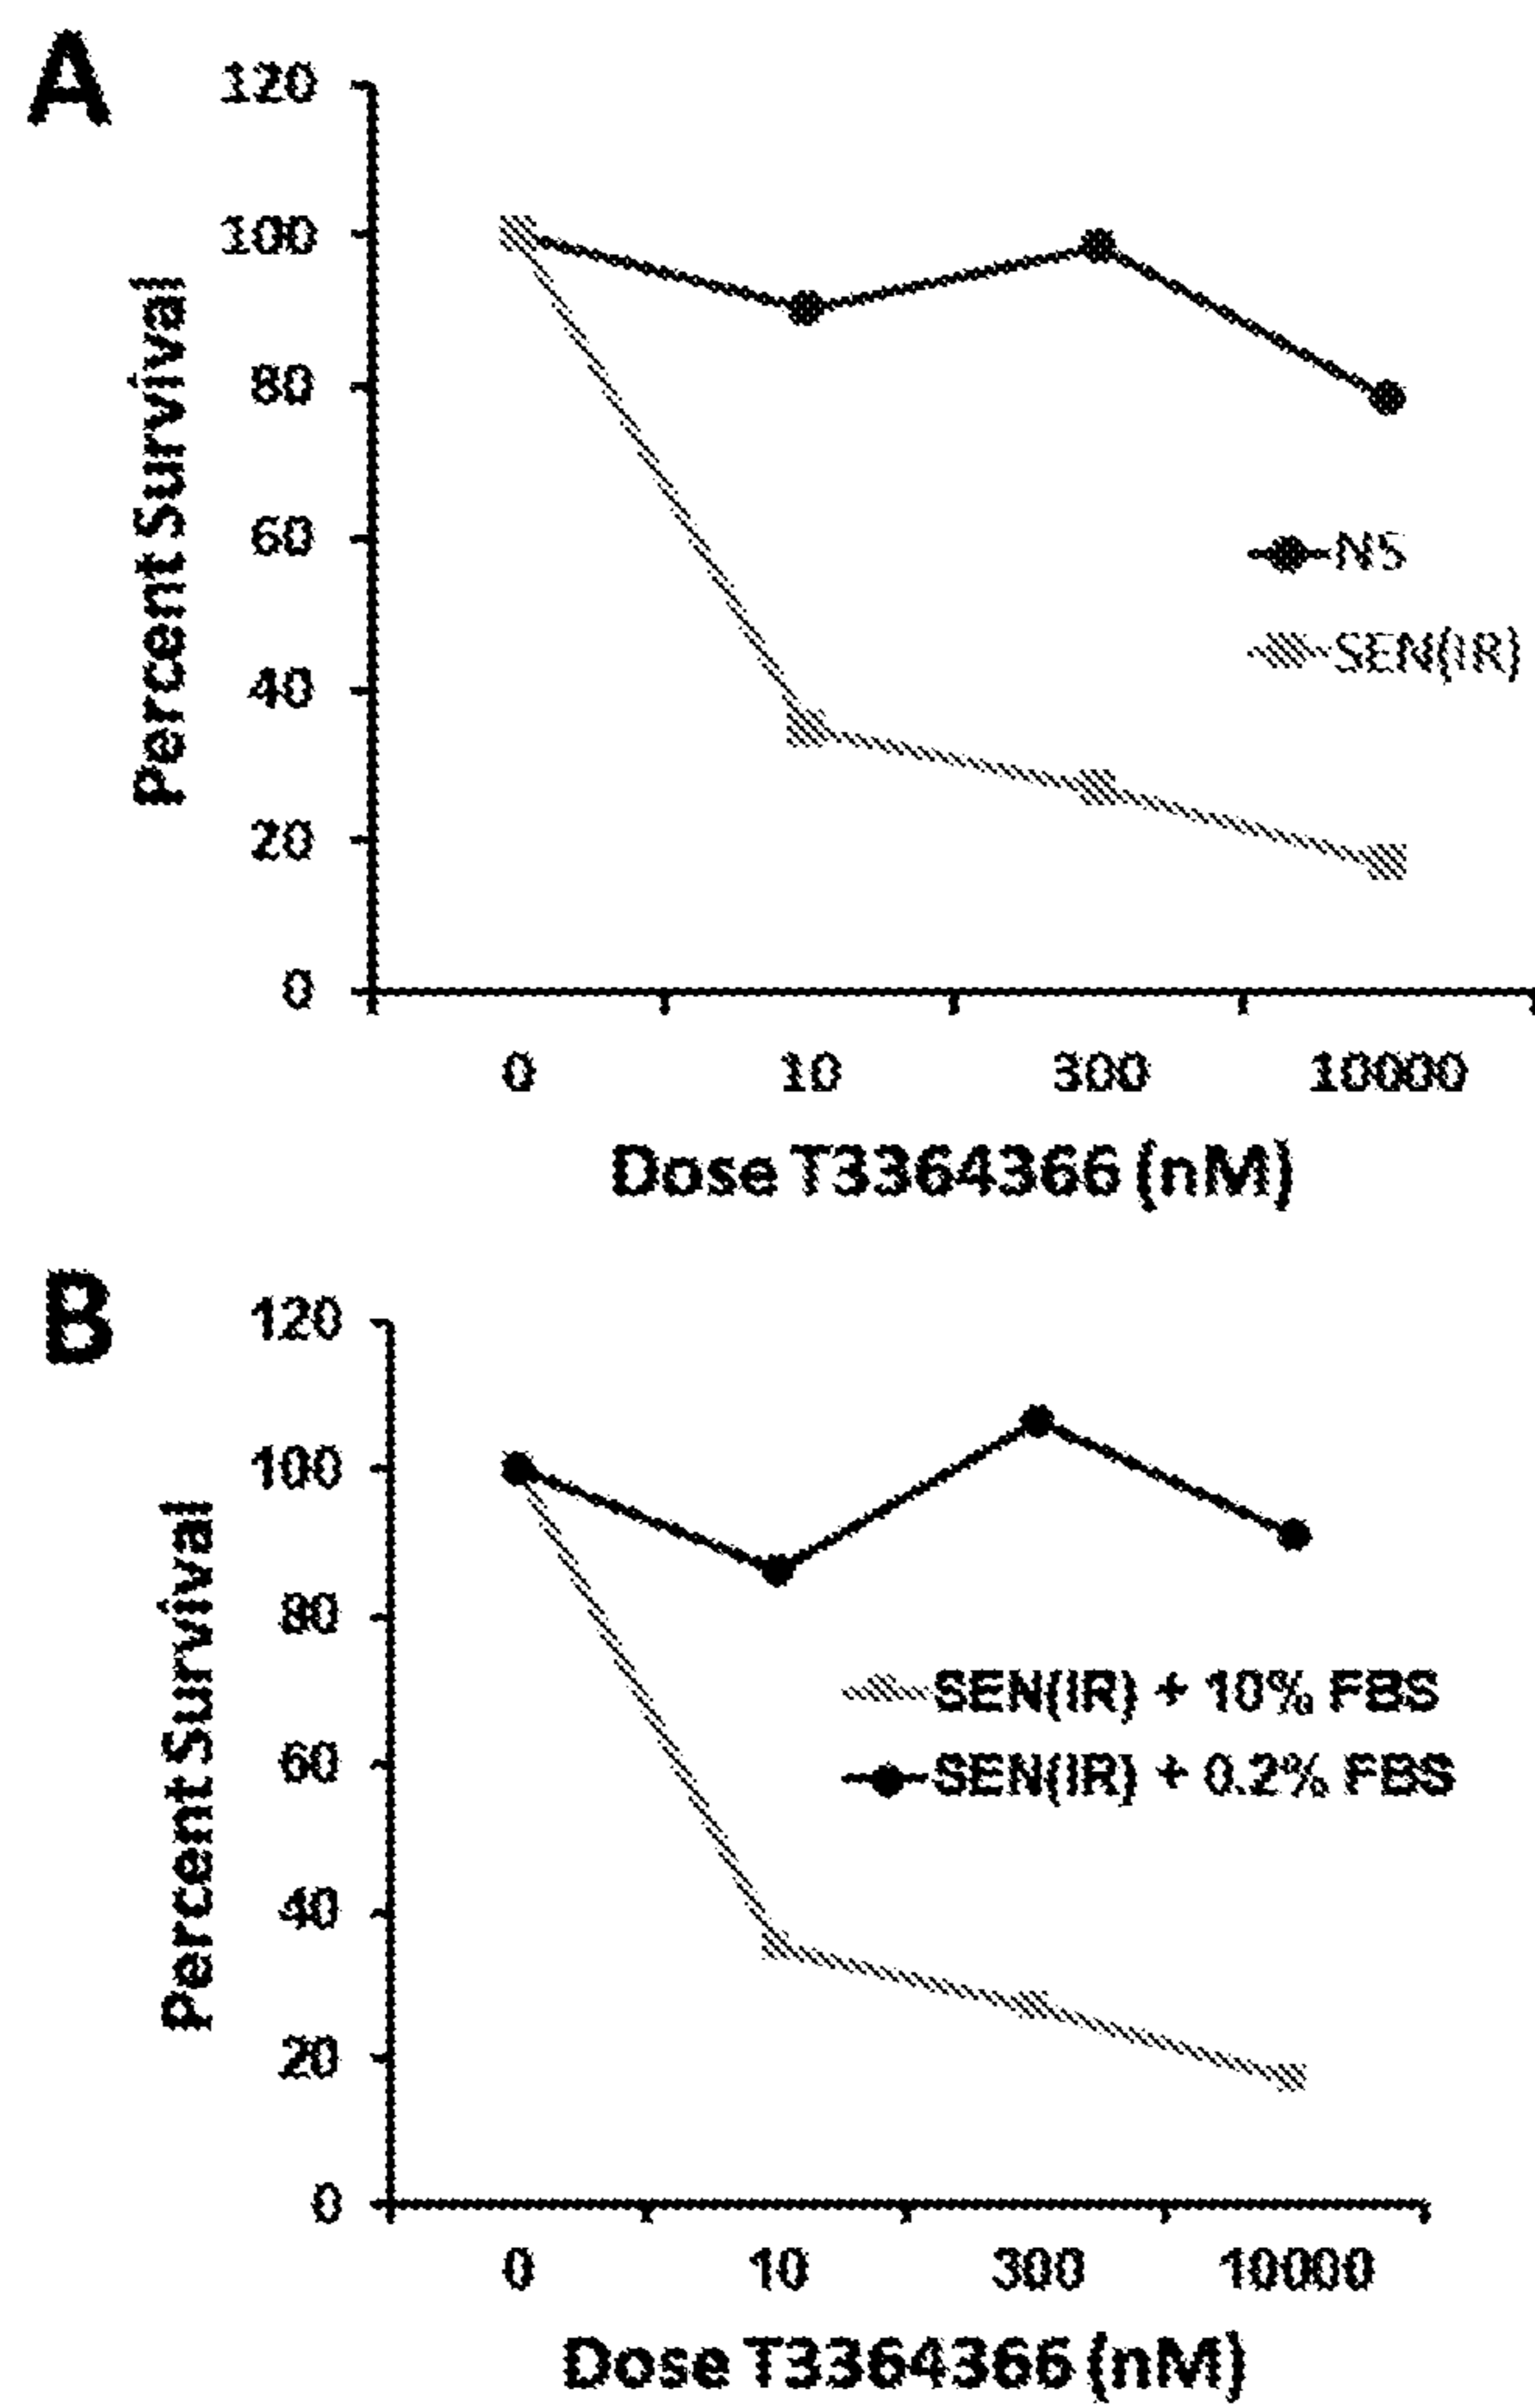 A
120
100
80
60
40
20
0
Percent Survival
NS
SEN(IR)
0 10 300 10000
Dose T3364366 (nM)
B
120
100
80
60
40
20
0
Percent Survival
SEN(IR) + 10% FBS
SEN(IR) + 0.2% FBS
0 10 300 10000
Dose T3364366 (nM)